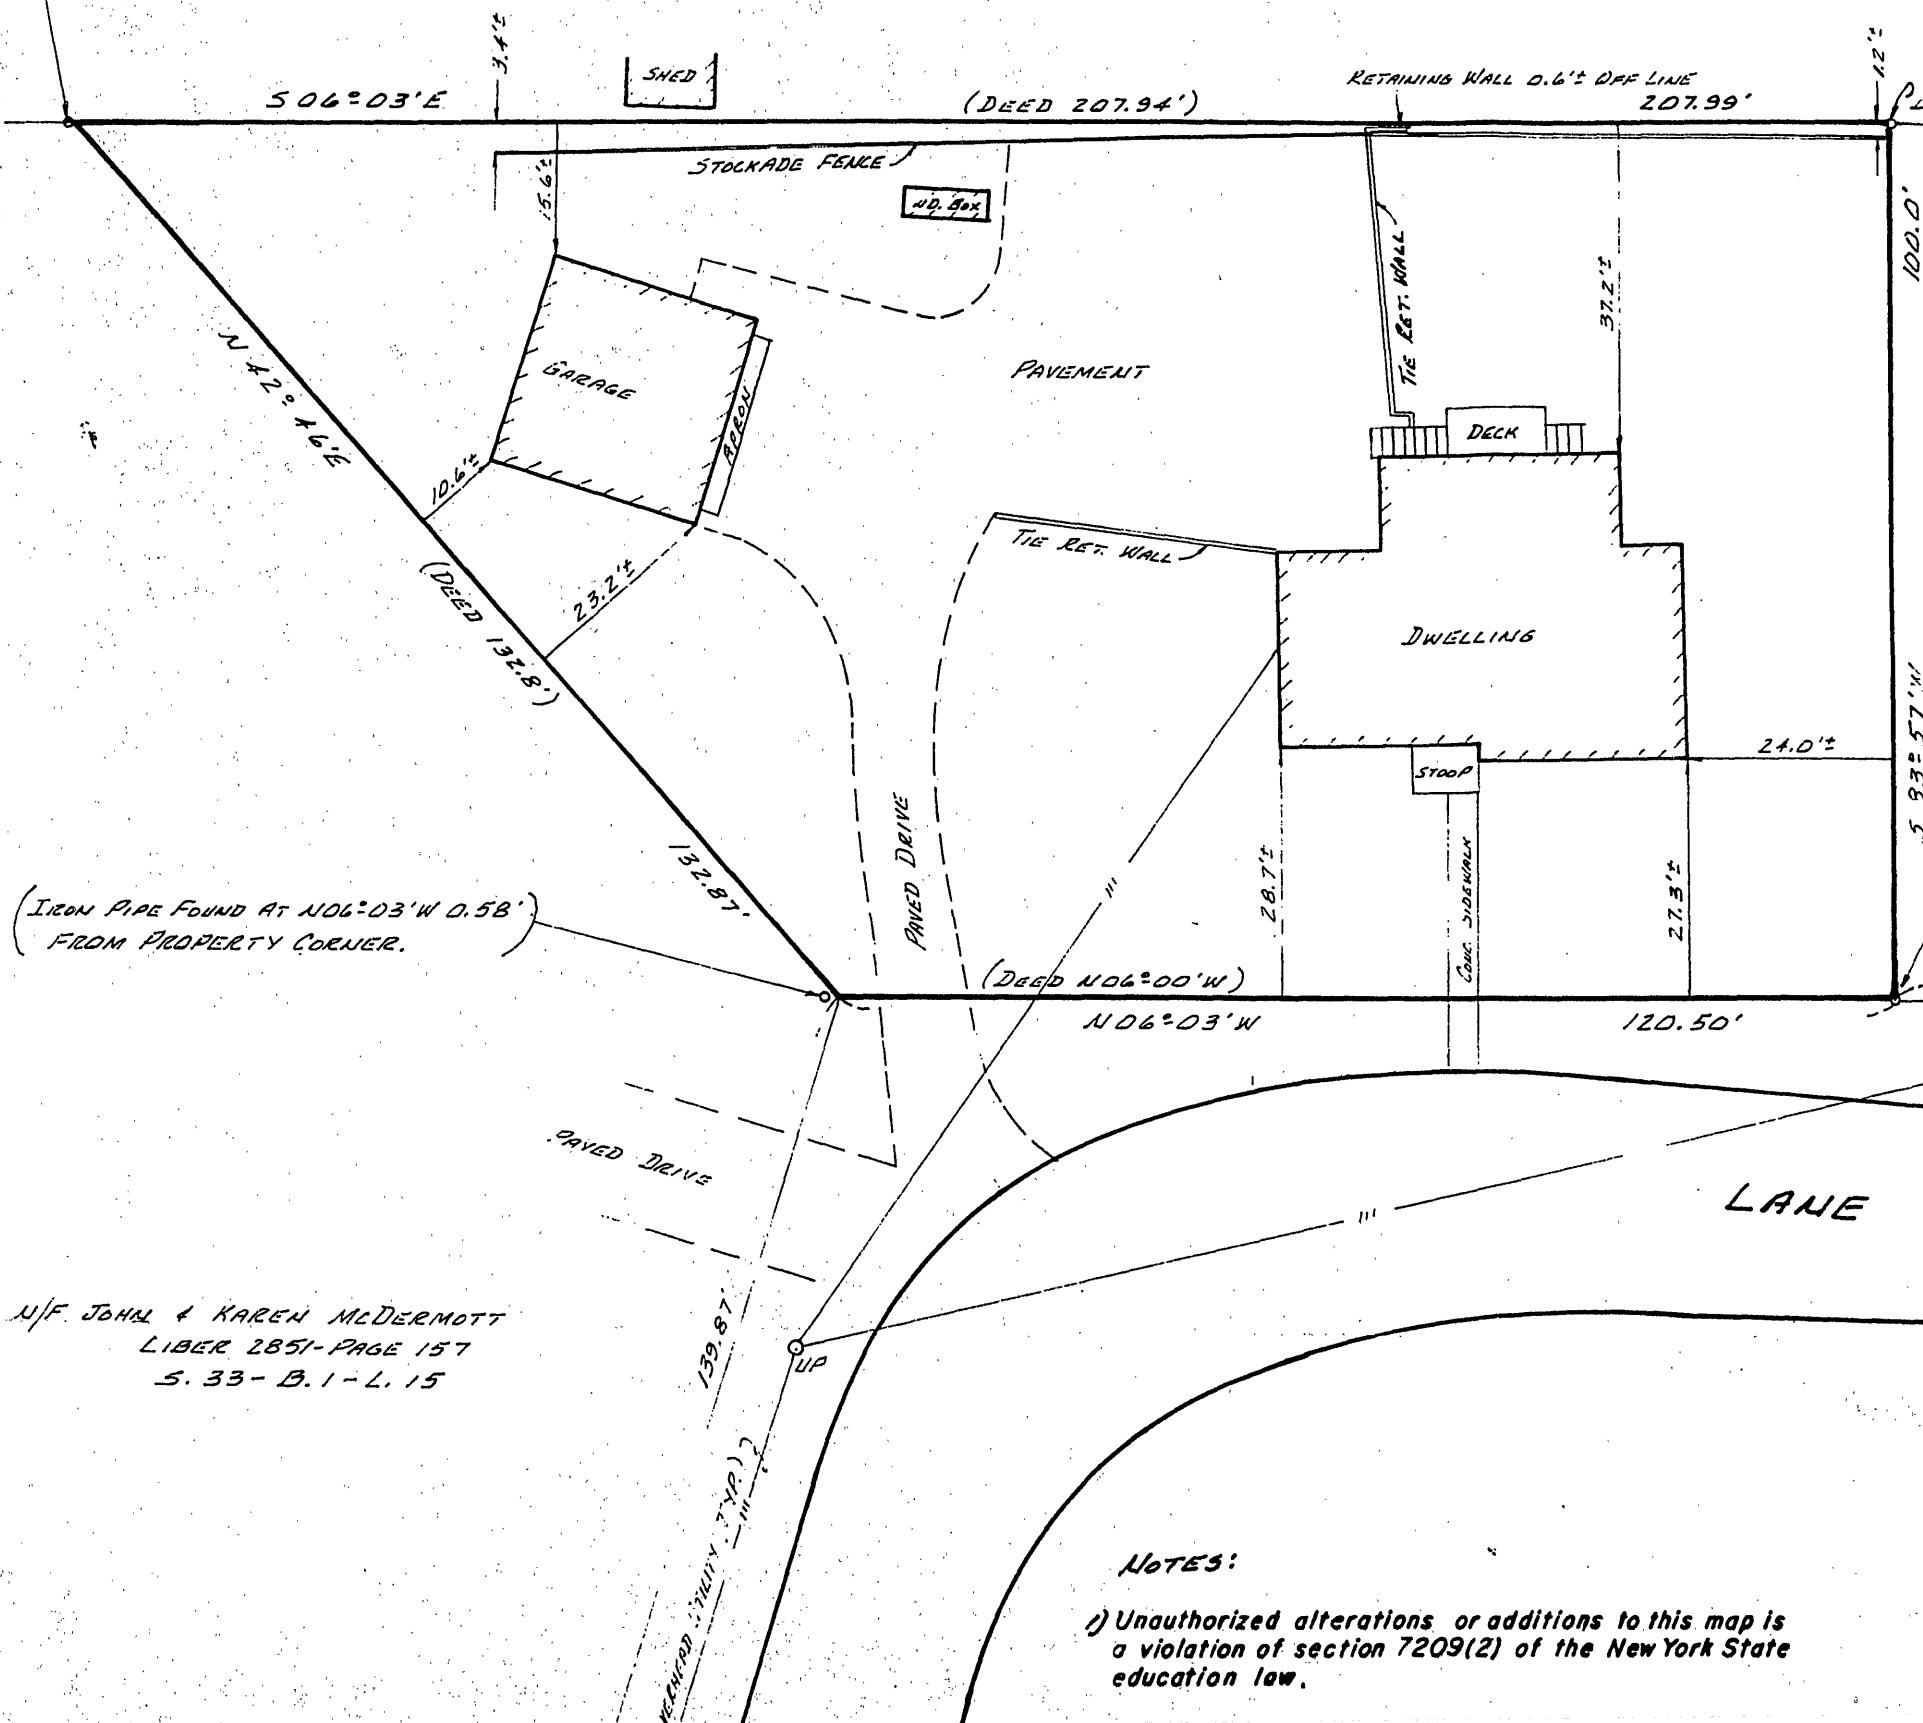 3.4'±
SHED
S 06°03'E
(DEED 207.94')
RETAINING WALL 0.6'± OFF LINE
207.99'
1.2'±
STOCKADE FENCE
15.6'±
100.0'
TIE RET. WALL
37.2'±
N 42°46'E
GARAGE
APRON
PAVEMENT
DECK
10.6'±
TIE RET. WALL
23.2'±
(DEED 132.8')
DWELLING
S 83°57'W
24.0'±
STOOP
PAVED DRIVE
132.87'
28.7'±
CONC. SIDEWALK
27.3'±
(IRON PIPE FOUND AT N06°03'W 0.58'
FROM PROPERTY CORNER.)
(DEED N06°00'W)
N06°03'W
120.50'
PAVED DRIVE
LANE
N/F JOHN & KAREN McDERMOTT
LIBER 2851-PAGE 157
S. 33-B.1-L.15
139.87'
UP
UTILITY TYP.)
NOTES:
1) Unauthorized alterations or additions to this map is
a violation of section 7209(2) of the New York State
education law.